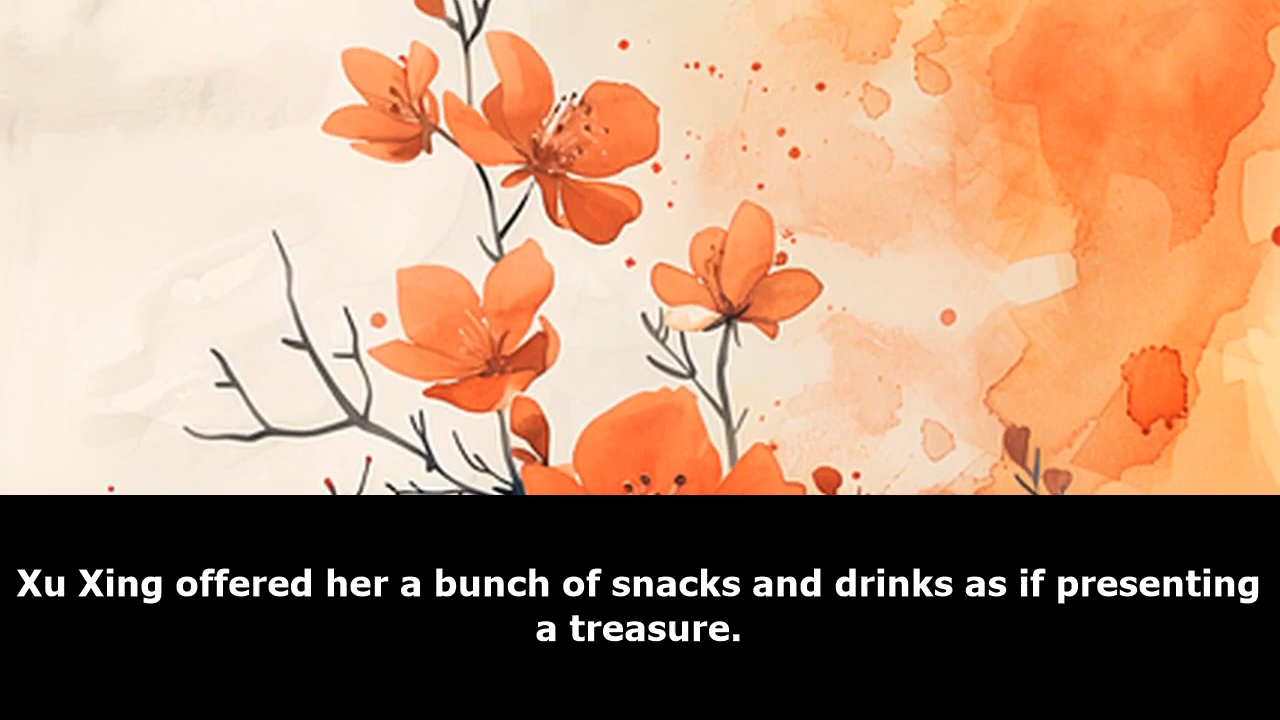 Xu Xing offered her a bunch of snacks and drinks as if presenting
a treasure.